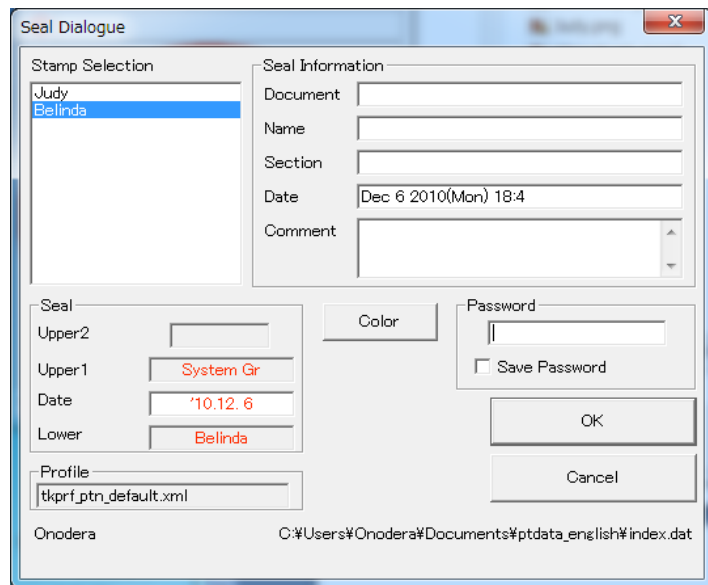 Seal Dialogue
Stamp Selection
Judy
Belinda
Seal Information
Document
Name
Section
Date Dec 6 2010(Mon) 18:4
Comment
Seal
Upper2
Upper1 System Gr
Date '10.12. 6
Lower Belinda
Color
Password
Save Password
OK
Cancel
Profile
tkprf_ptn_default.xml
Onodera C:¥Users¥Onodera¥Documents¥ptdata_english¥index.dat